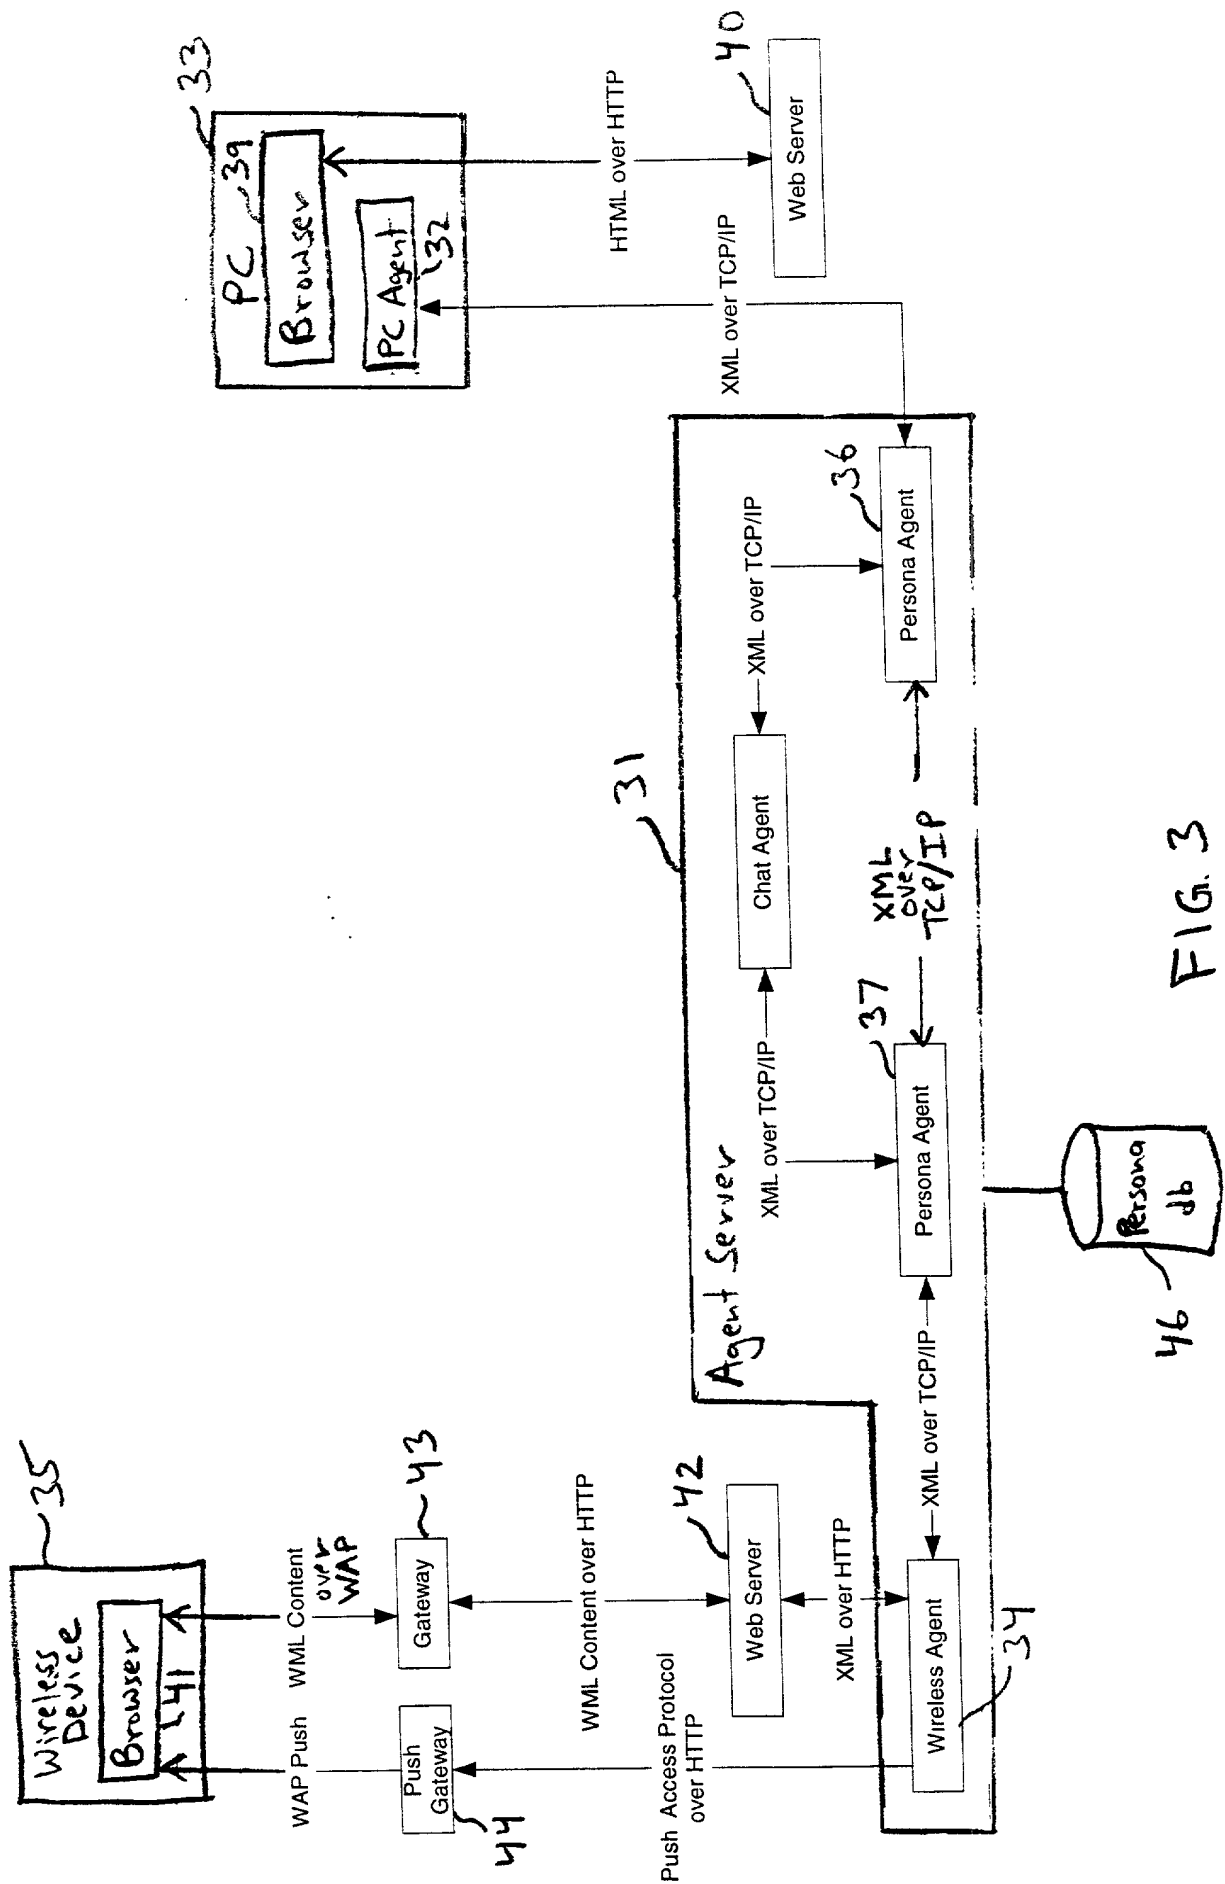 35
Wireless
Device
Browser
41
WAP Push
WML Content
over
WAP
Push
Gateway
44
Gateway
43
Push Access Protocol
over HTTP
WML Content over HTTP
Web Server
42
XML over HTTP
Wireless Agent
34
XML over TCP/IP
Agent Server
31
XML over TCP/IP
Chat Agent
XML over TCP/IP
Persona Agent
37
XML
over
TCP/IP
Persona Agent
36
Persona
db
46
XML over TCP/IP
33
PC
39
Browser
PC Agent
32
HTML over HTTP
Web Server
40
FIG. 3